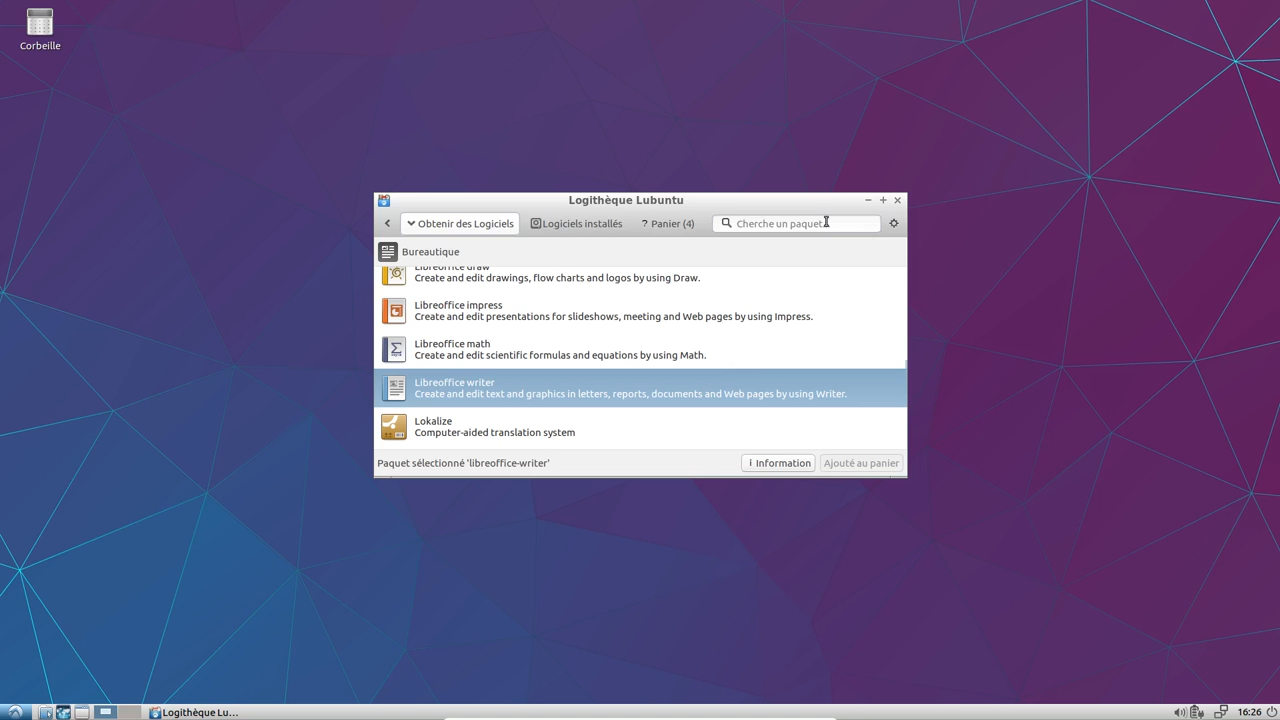 Corbeille
Logithèque Lubuntu
Obtenir des Logiciels
Logiciels installés
? Panier (4)
Cherche un paquet
Bureautique
Libreoffice draw
Create and edit drawings, flow charts and logos by using Draw.
Libreoffice impress
Create and edit presentations for slideshows, meeting and Web pages by using Impress.
Libreoffice math
Create and edit scientific formulas and equations by using Math.
Libreoffice writer
Create and edit text and graphics in letters, reports, documents and Web pages by using Writer.
Lokalize
Computer-aided translation system
Paquet sélectionné 'libreoffice-writer'
i Information
Ajouté au panier
Logithèque Lu...
16:26